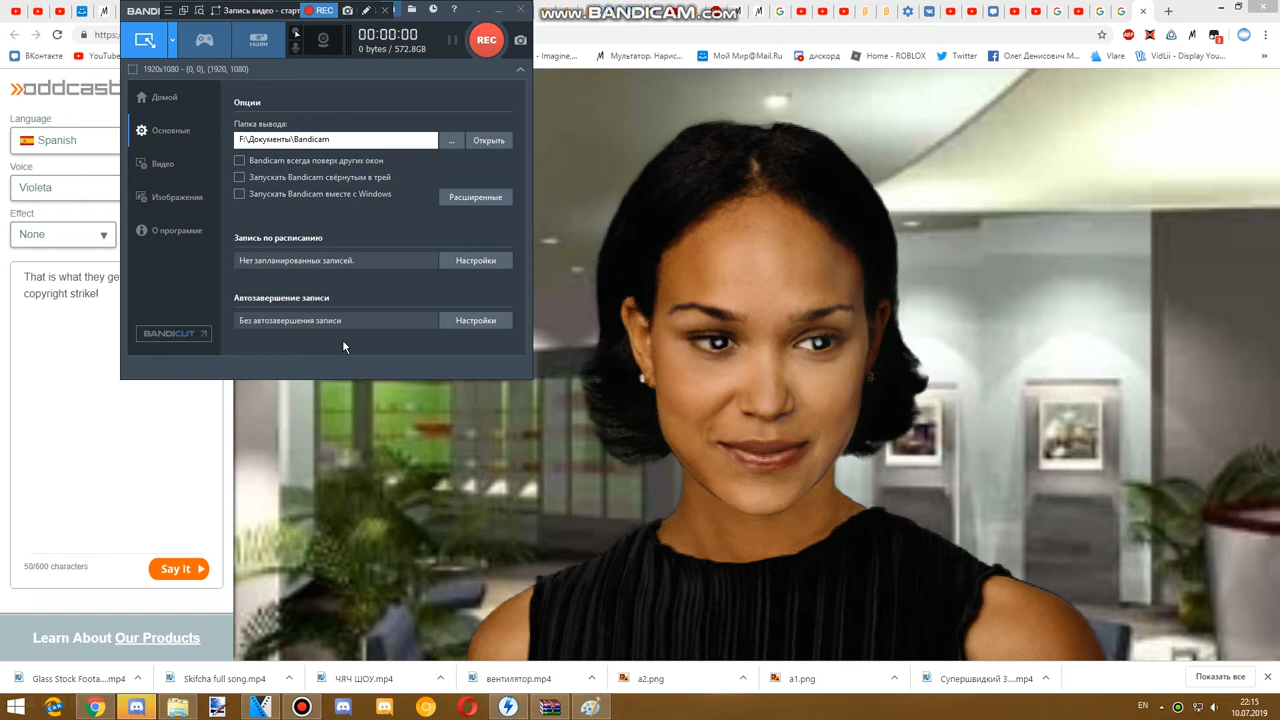 BANDI
Запись видео - старт
REC
WWW.BANDICAM.COM
HDMI
00:00:00
0 bytes / 572.8GB
REC
https:/
3
ВКонтакте
YouTube
Imagine,...
Мультатор. Нарис...
Мой Мир@Mail.Ru
дискорд
Home - ROBLOX
Twitter
Олег Денисович М...
Vlare
VidLii - Display You...
1920x1080 - (0, 0), (1920, 1080)
oddcast
Language
Spanish
Voice
Violeta
Effect
None
That is what they ge
copyright strike!
50/600 characters
Say It
Learn About Our Products
Домой
Основные
Видео
Изображения
О программе
BANDICUT
Опции
Папка вывода:
F:\Документы\Bandicam
...
Открыть
Bandicam всегда поверх других окон
Запускать Bandicam свёрнутым в трей
Запускать Bandicam вместе с Windows
Расширенные
Запись по расписанию
Нет запланированных записей.
Настройки
Автозавершение записи
Без автозавершения записи
Настройки
Glass Stock Foota....mp4
Skifcha full song.mp4
ЧЯЧ ШОУ.mp4
вентилятор.mp4
a2.png
a1.png
Супершвидкий 3....mp4
Показать все
EN
22:15
10.07.2019